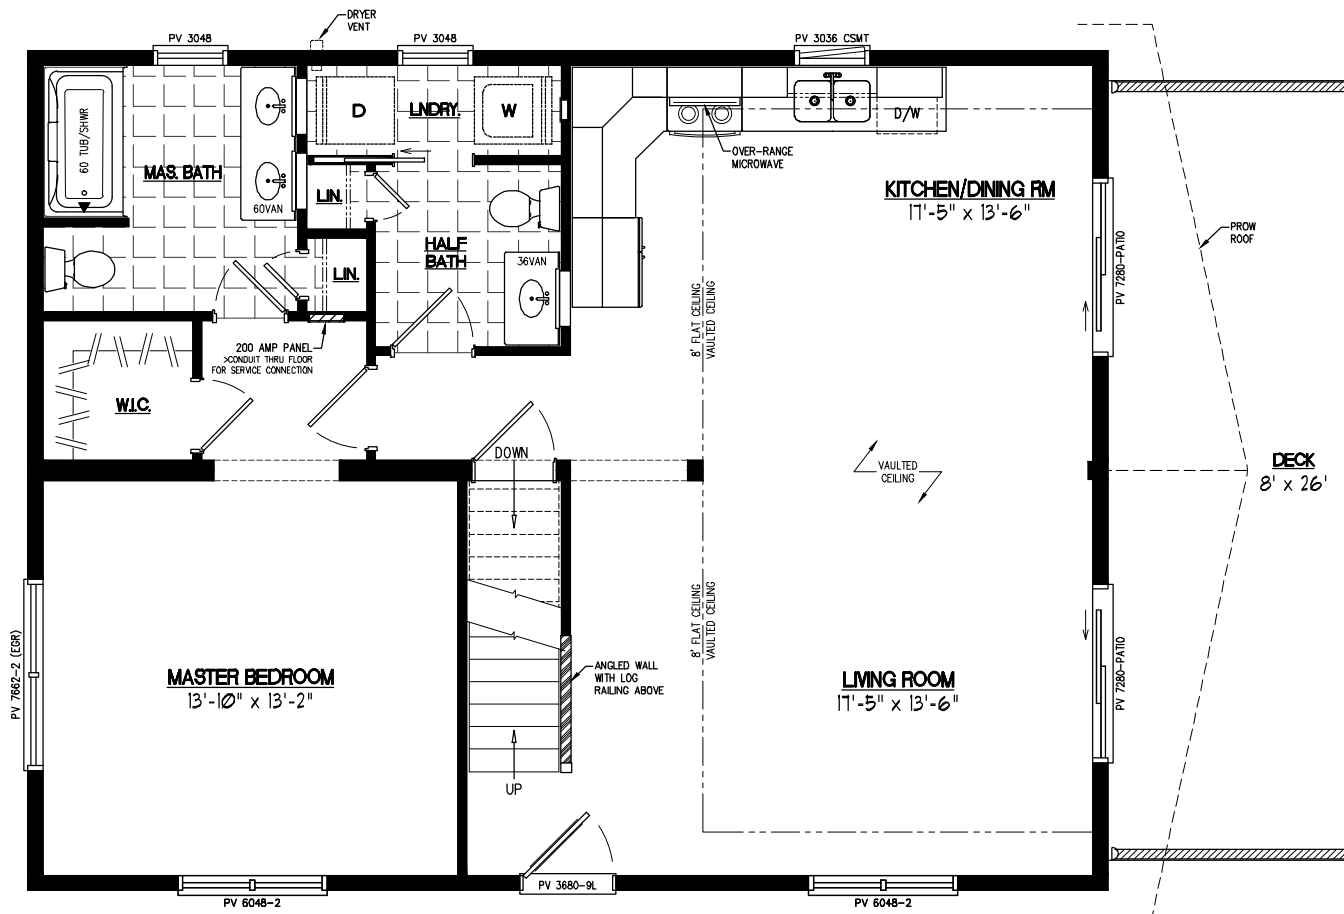 DRYER
VENT
PV 3048
PV 3048
PV 3036 CSMT
60 TUB/SHWR
MAS. BATH
60VAN
D
LNDRY.
W
D/W
OVER-RANGE
MICROWAVE
KITCHEN/DINING RM
17'-5" x 13'-6"
LIN.
LIN.
HALF
BATH
36VAN
PROW
ROOF
PV 7280-PATIO
8' FLAT CEILING
VAULTED CEILING
200 AMP PANEL
>CONDUIT THRU FLOOR
FOR SERVICE CONNECTION
W.I.C.
DOWN
VAULTED
CEILING
DECK
8' x 26'
8' FLAT CEILING
VAULTED CEILING
PV 7662-2 (EGR)
MASTER BEDROOM
13'-10" x 13'-2"
ANGLED WALL
WITH LOG
RAILING ABOVE
LIVING ROOM
17'-5" x 13'-6"
PV 7280-PATIO
UP
PV 3680-9L
PV 6048-2
PV 6048-2